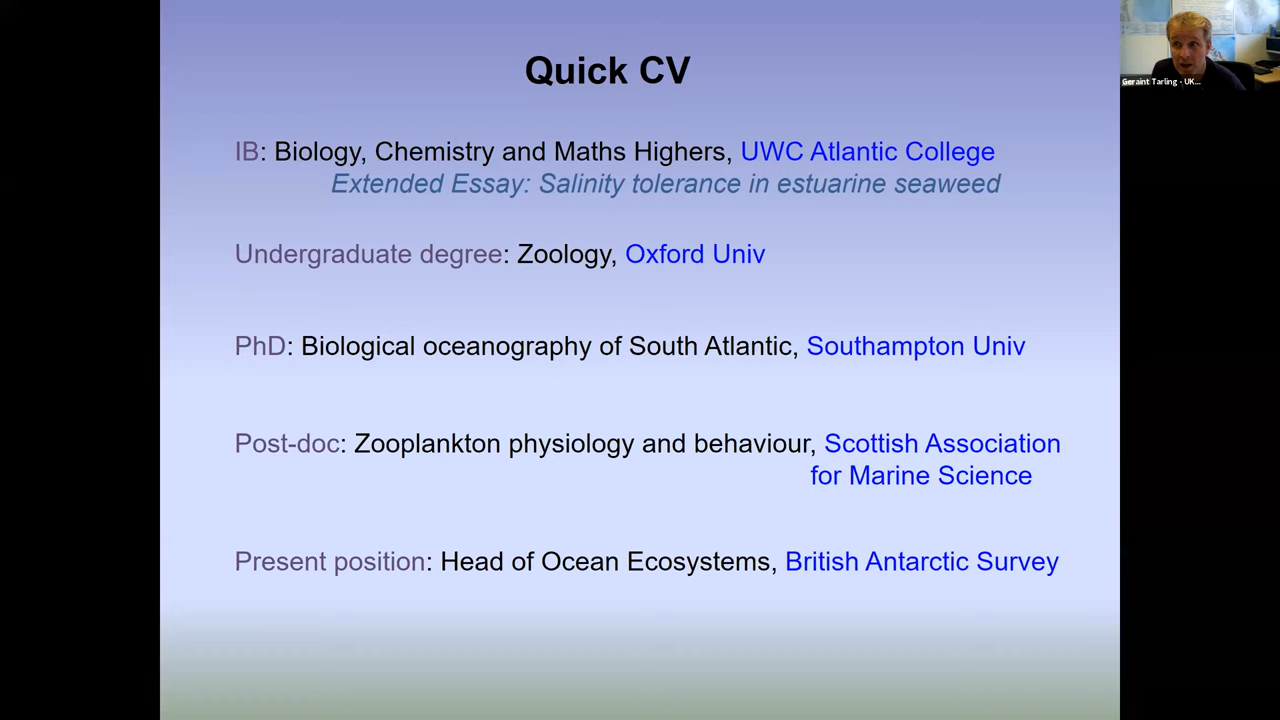 Quick CV
Geraint Tarling - UK...
IB: Biology, Chemistry and Maths Highers, UWC Atlantic College
Extended Essay: Salinity tolerance in estuarine seaweed
Undergraduate degree: Zoology, Oxford Univ
PhD: Biological oceanography of South Atlantic, Southampton Univ
Post-doc: Zooplankton physiology and behaviour, Scottish Association
for Marine Science
Present position: Head of Ocean Ecosystems, British Antarctic Survey